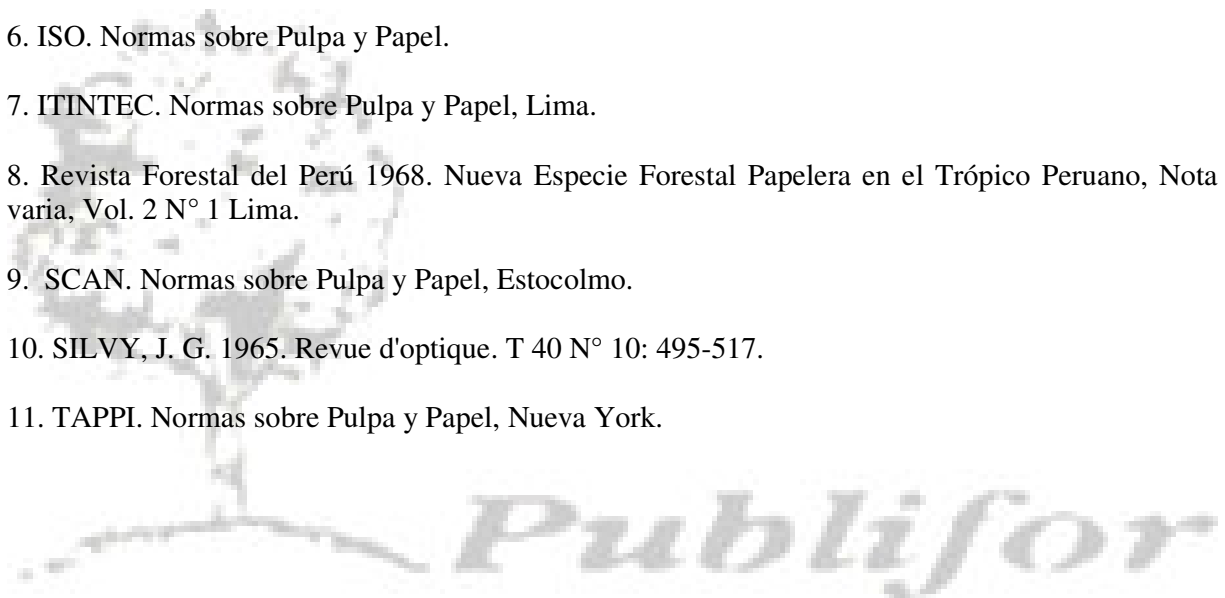 6. ISO. Normas sobre Pulpa y Papel.
7. ITINTEC. Normas sobre Pulpa y Papel, Lima.
8. Revista Forestal del Perú 1968. Nueva Especie Forestal Papelera en el Trópico Peruano, Nota
varia, Vol. 2 N° 1 Lima.
9. SCAN. Normas sobre Pulpa y Papel, Estocolmo.
10. SILVY, J. G. 1965. Revue d'optique. T 40 N° 10: 495-517.
11. TAPPI. Normas sobre Pulpa y Papel, Nueva York.
Publifor